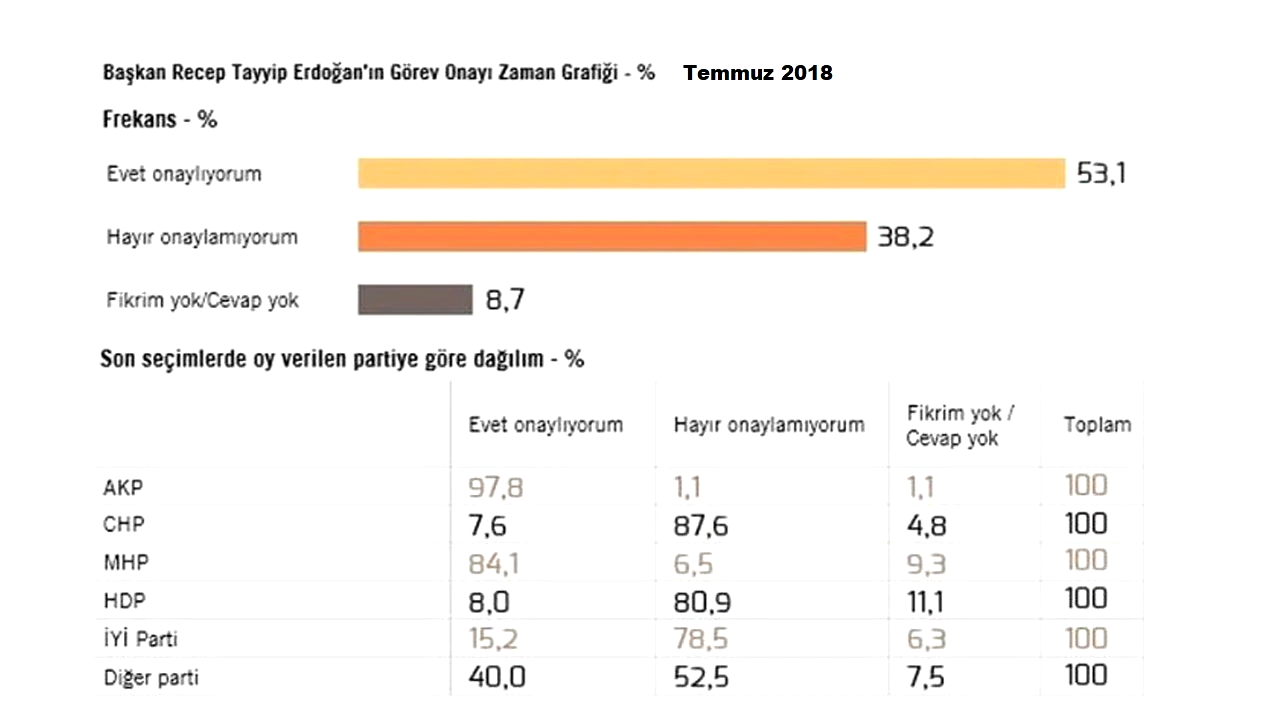 Başkan Recep Tayyip Erdoğan'ın Görev Onayı Zaman Grafiği - % Temmuz 2018
Frekans - %
Evet onaylıyorum 53,1
Hayır onaylamıyorum 38,2
Fikrim yok/Cevap yok 8,7
Son seçimlerde oy verilen partiye göre dağılım - %
Evet onaylıyorum Hayır onaylamıyorum Fikrim yok / Cevap yok Toplam
AKP 97,8 1,1 1,1 100
CHP 7,6 87,6 4,8 100
MHP 84,1 6,5 9,3 100
HDP 8,0 80,9 11,1 100
İYİ Parti 15,2 78,5 6,3 100
Diğer parti 40,0 52,5 7,5 100